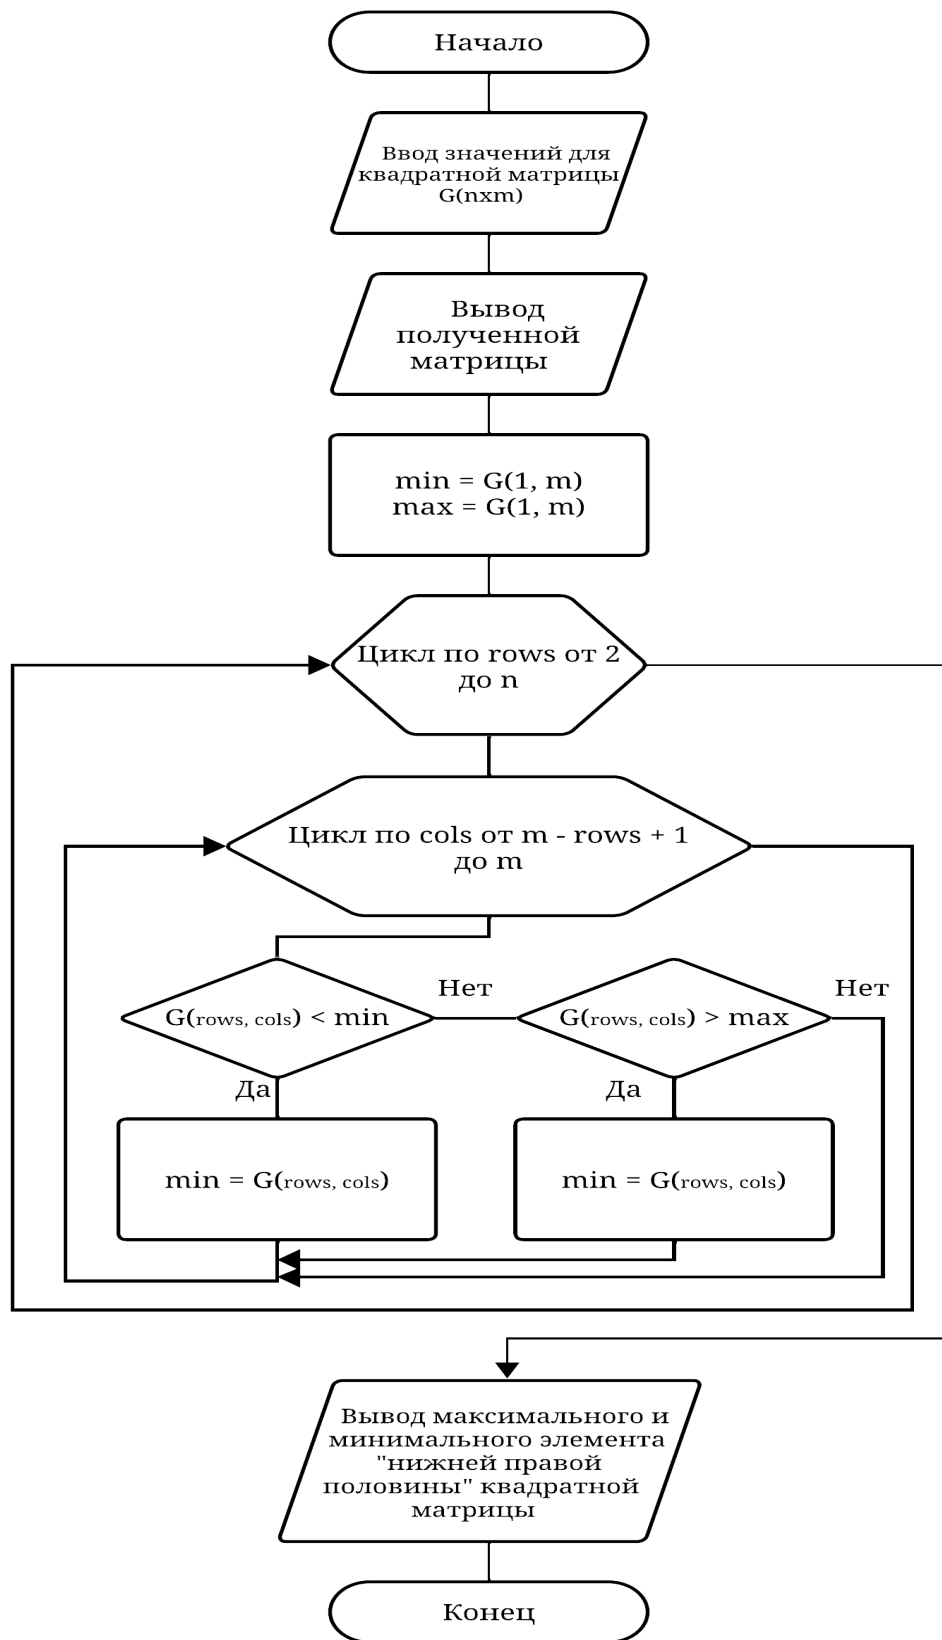 Начало
Ввод значений для
квадратной матрицы
G(nxm)
Вывод
полученной
матрицы
min = G(1, m)
max = G(1, m)
Цикл по rows от 2
до n
Цикл по cols от m - rows + 1
до m
G(rows, cols) < min
Нет
G(rows, cols) > max
Нет
Да
Да
min = G(rows, cols)
min = G(rows, cols)
Вывод максимального и
минимального элемента
"нижней правой
половины" квадратной
матрицы
Конец